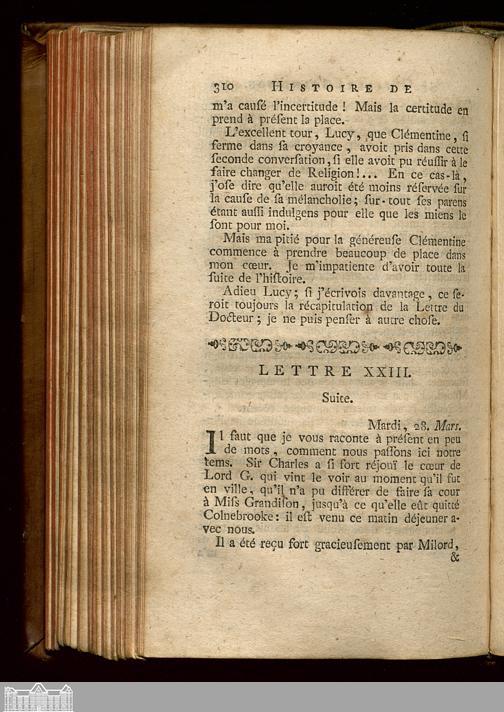 310 HISTOIRE DE
m'a cauſé l'incertitude ! Mais la certitude en
prend à préſent la place.
L'excellent tour, Lucy, que Clémentine, ſi
ferme dans ſa croyance, avoit pris dans cette
ſeconde converſation, ſi elle avoit pu réuſſir à le
faire changer de Religion !... En ce cas-là,
j'oſe dire qu'elle auroit été moins réſervée ſur
la cauſe de ſa mélancholie; ſur-tout ſes parens
étant auſſi indulgens pour elle que les miens le
ſont pour moi.
Mais ma pitié pour la généreuſe Clémentine
commence à prendre beaucoup de place dans
mon cœur. Je m'impatiente d'avoir toute la
ſuite de l'hiſtoire.
Adieu Lucy; ſi j'écrivois davantage, ce ſe-
roit toujours la récapitulation de la Lettre du
Docteur; je ne puis penſer à autre choſe.
LETTRE XXIII.
Suite.
Mardi, 28. Mars.
Il faut que je vous raconte à préſent en peu
de mots, comment nous paſſons ici notre
tems. Sir Charles a ſi fort réjouï le cœur de
Lord G. qui vint le voir au moment qu'il fut
en ville, qu'il n'a pu différer de faire ſa cour
à Miſs Grandiſon, juſqu'à ce qu'elle eût quitté
Colnebrooke: il eſt venu ce matin déjeuner a-
vec nous.
Il a été reçu fort gracieuſement par Milord,
&